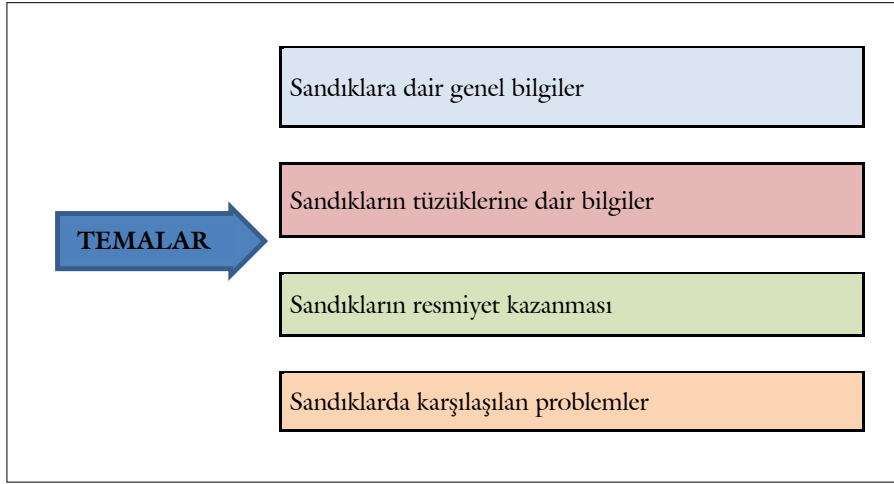 Sandıklara dair genel bilgiler
Sandıkların tüzüklerine dair bilgiler
TEMALAR
Sandıkların resmiyet kazanması
Sandıklarda karşılaşılan problemler